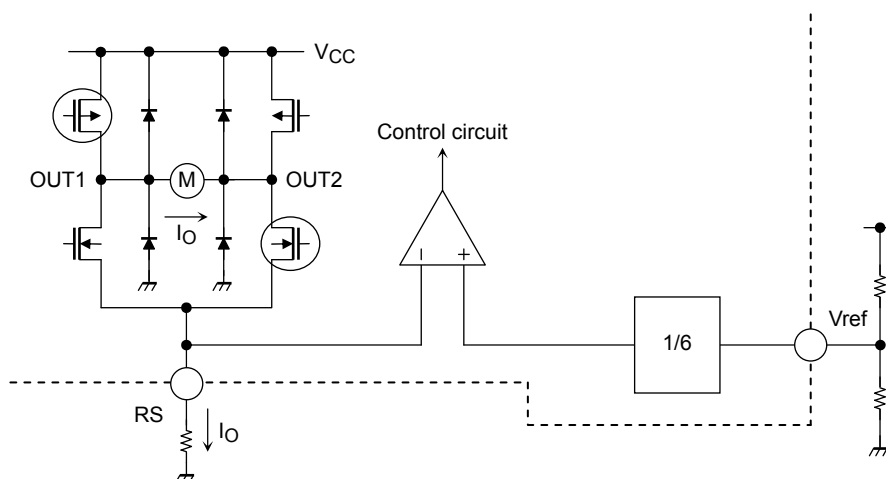 VCC
Control circuit
OUT1
M
OUT2
IO
− +
1/6
Vref
RS
IO